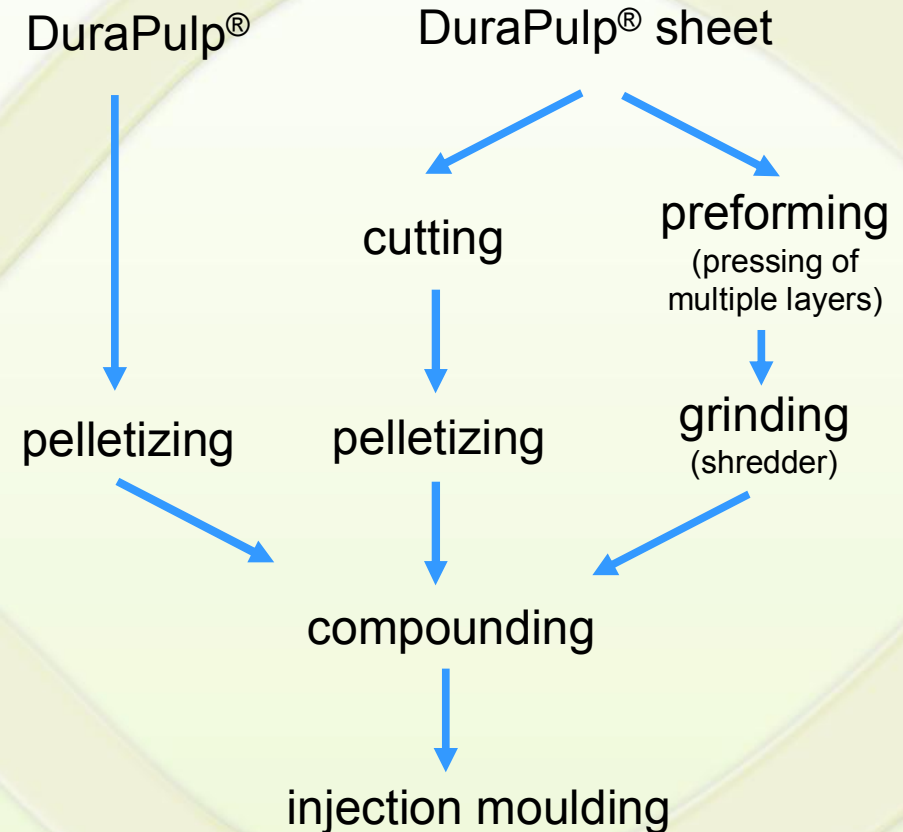 DuraPulp®
DuraPulp® sheet
cutting
preforming
(pressing of
multiple layers)
pelletizing
pelletizing
grinding
(shredder)
compounding
injection moulding